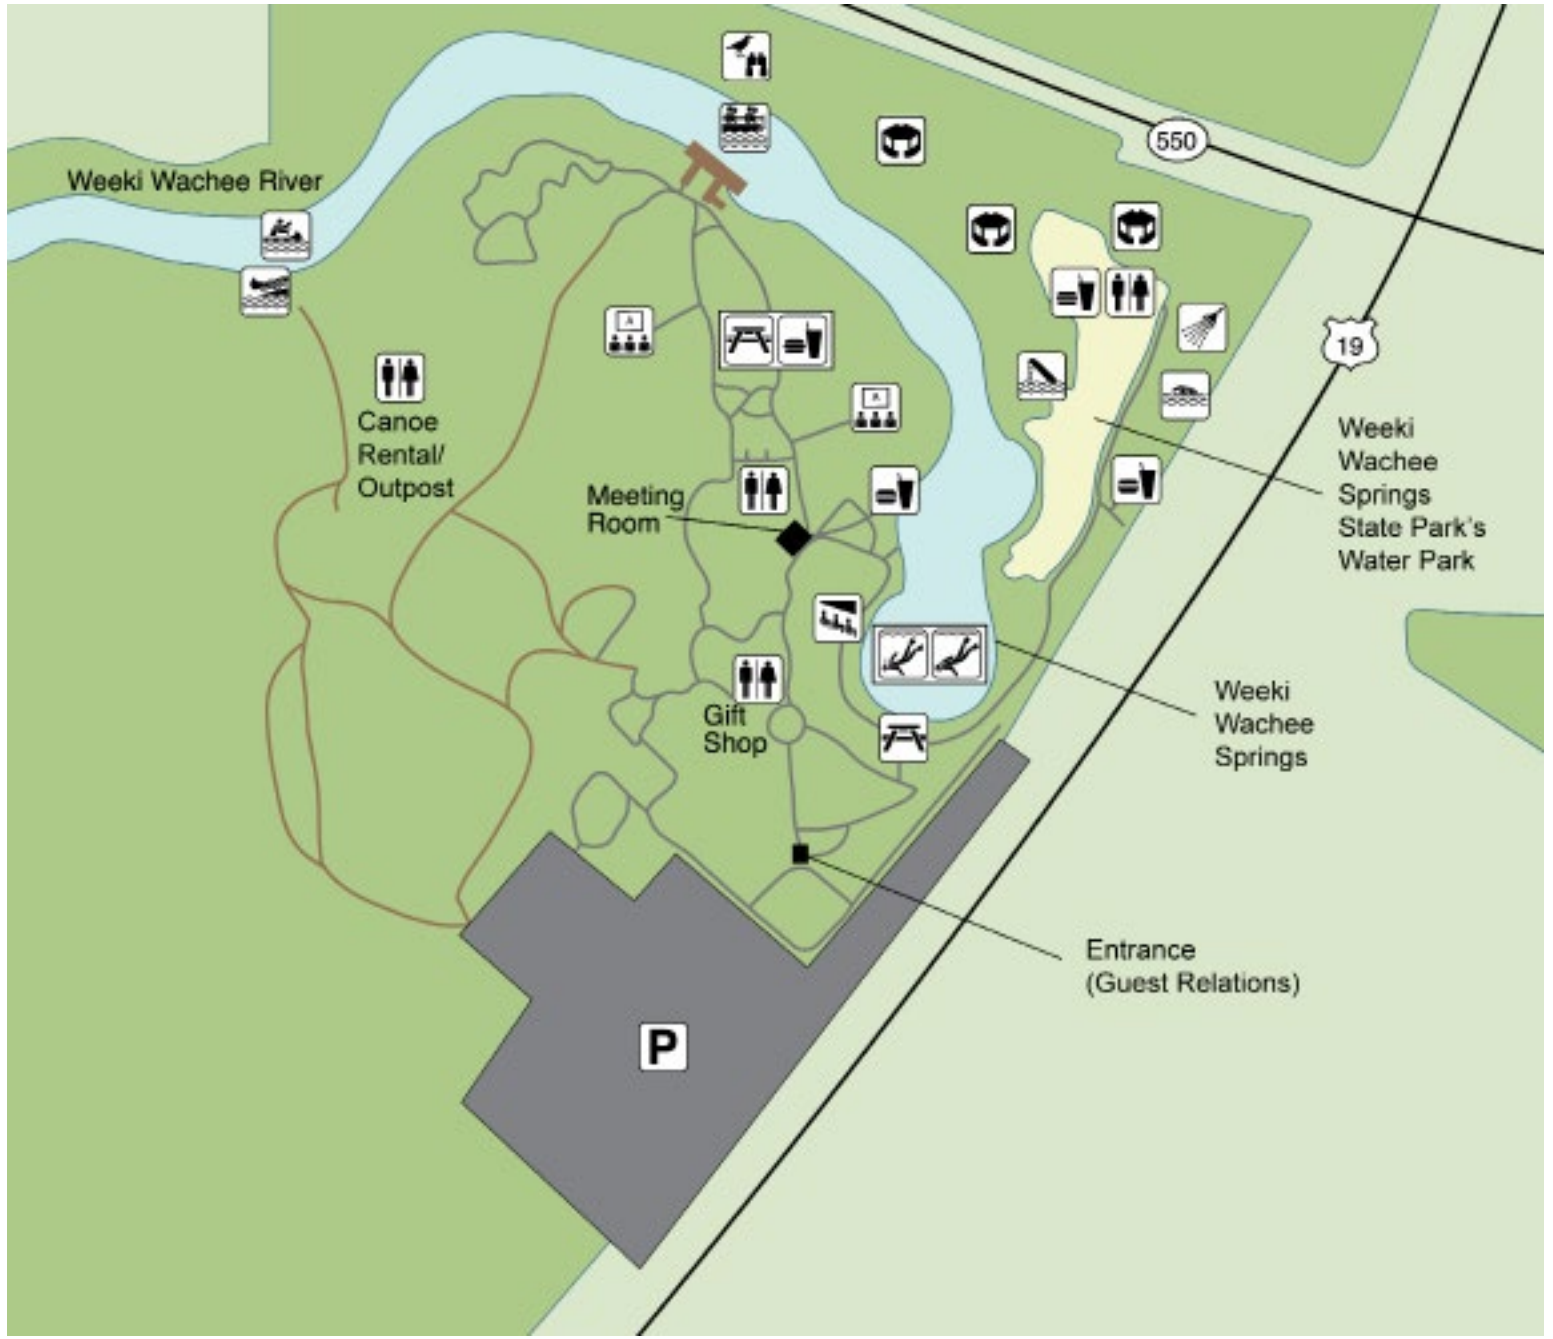 550
Weeki Wachee River
19
Canoe
Rental/
Outpost
Weeki
Wachee
Springs
State Park's
Water Park
Meeting
Room
Weeki
Wachee
Springs
Gift
Shop
Entrance
(Guest Relations)
P